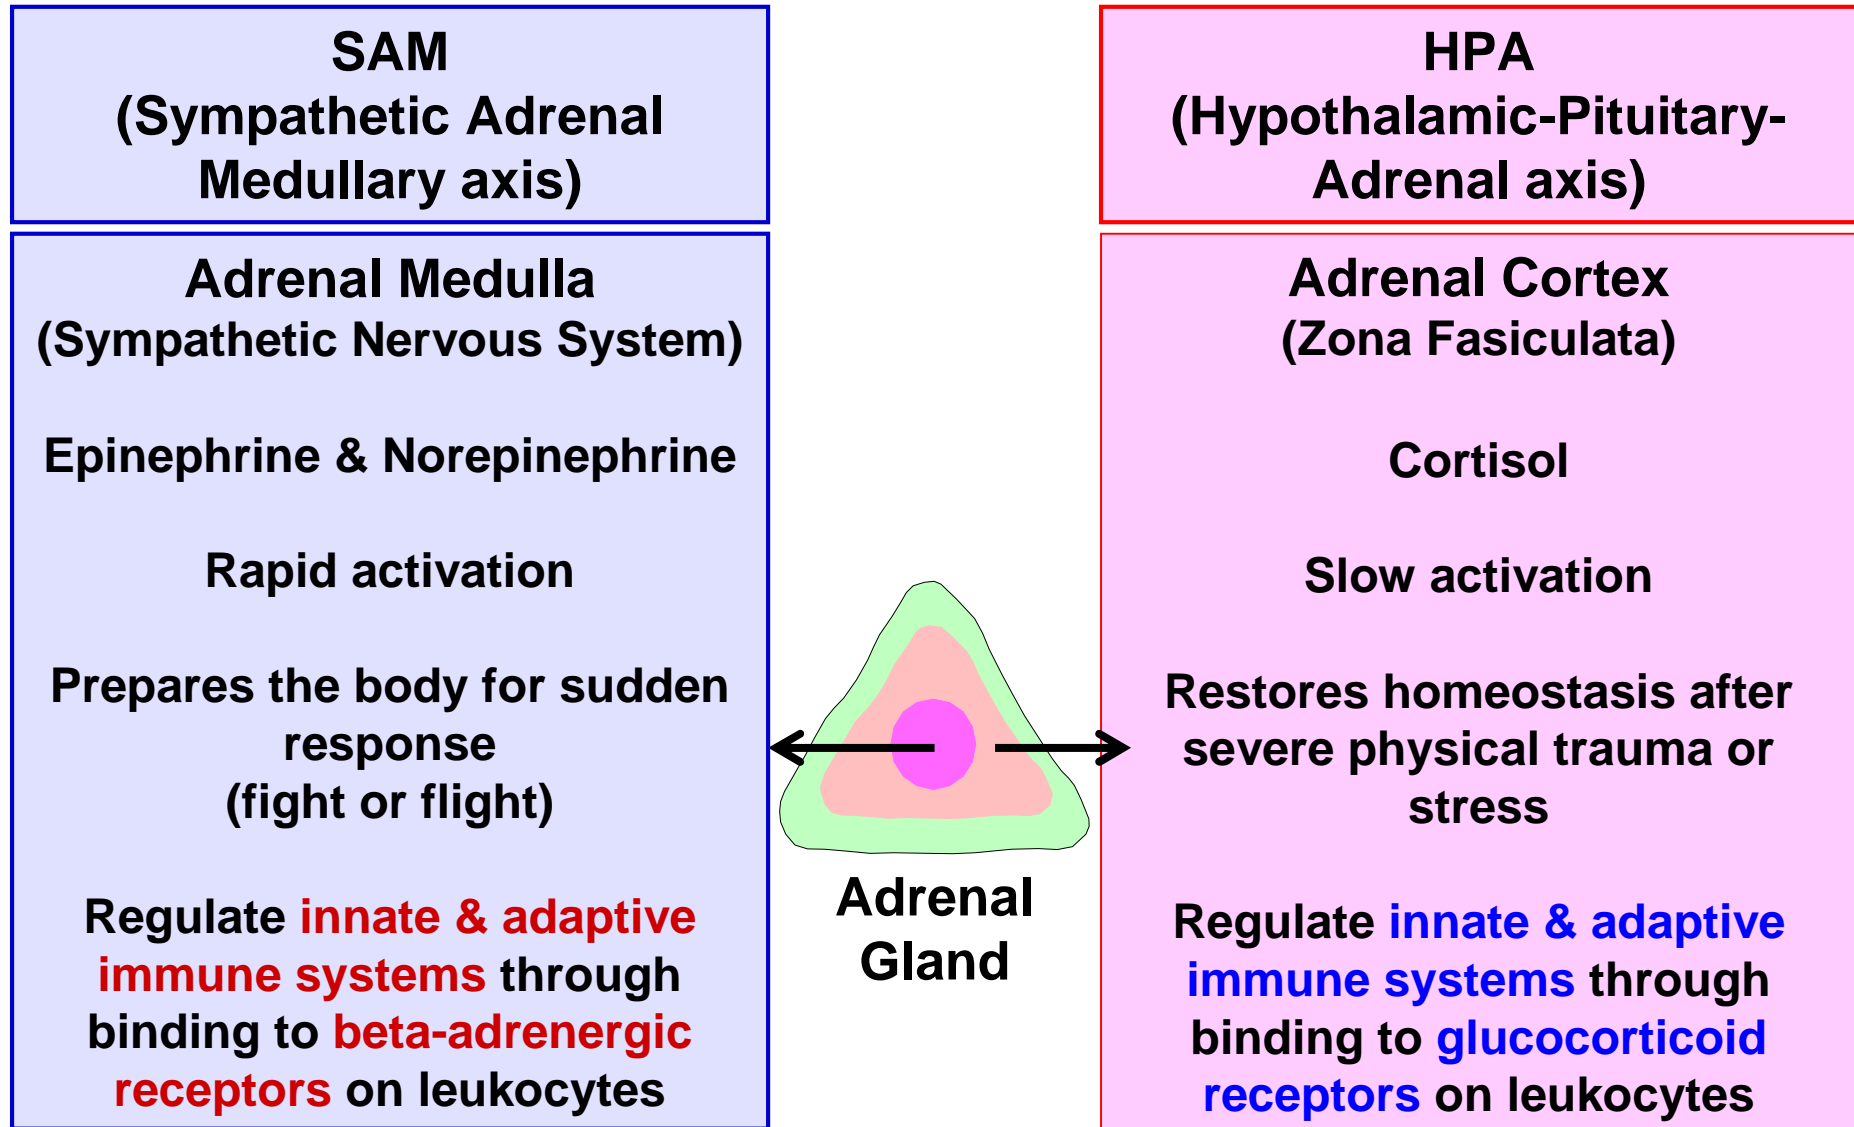 SAM
(Sympathetic Adrenal
Medullary axis)
Adrenal Medulla
(Sympathetic Nervous System)
Epinephrine & Norepinephrine
Rapid activation
Prepares the body for sudden
response
(fight or flight)
Regulate innate & adaptive
immune systems through
binding to beta-adrenergic
receptors on leukocytes
Adrenal
Gland
HPA
(Hypothalamic-Pituitary-
Adrenal axis)
Adrenal Cortex
(Zona Fasiculata)
Cortisol
Slow activation
Restores homeostasis after
severe physical trauma or
stress
Regulate innate & adaptive
immune systems through
binding to glucocorticoid
receptors on leukocytes